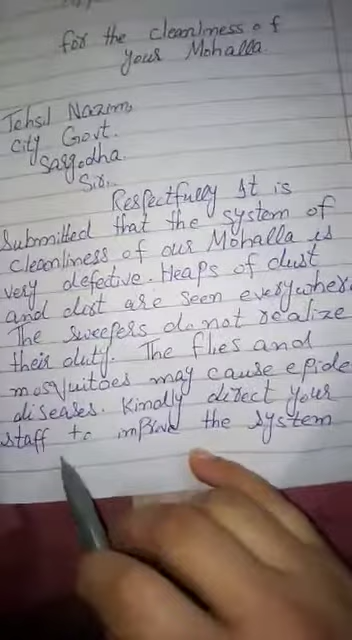 for the cleanliness of
your Mohalla
Tehsil Nazim,
City Govt.
Sargodha.
Sir,
Respectfully It is
Submitted that the system of
cleanliness of our Mohalla is
very defective. Heaps of dust
and dirt are seen everywhere
The sweepers do not realize
their duty. The flies and
mosquitoes may cause epide
diseases. Kindly direct your
staff to improve the system